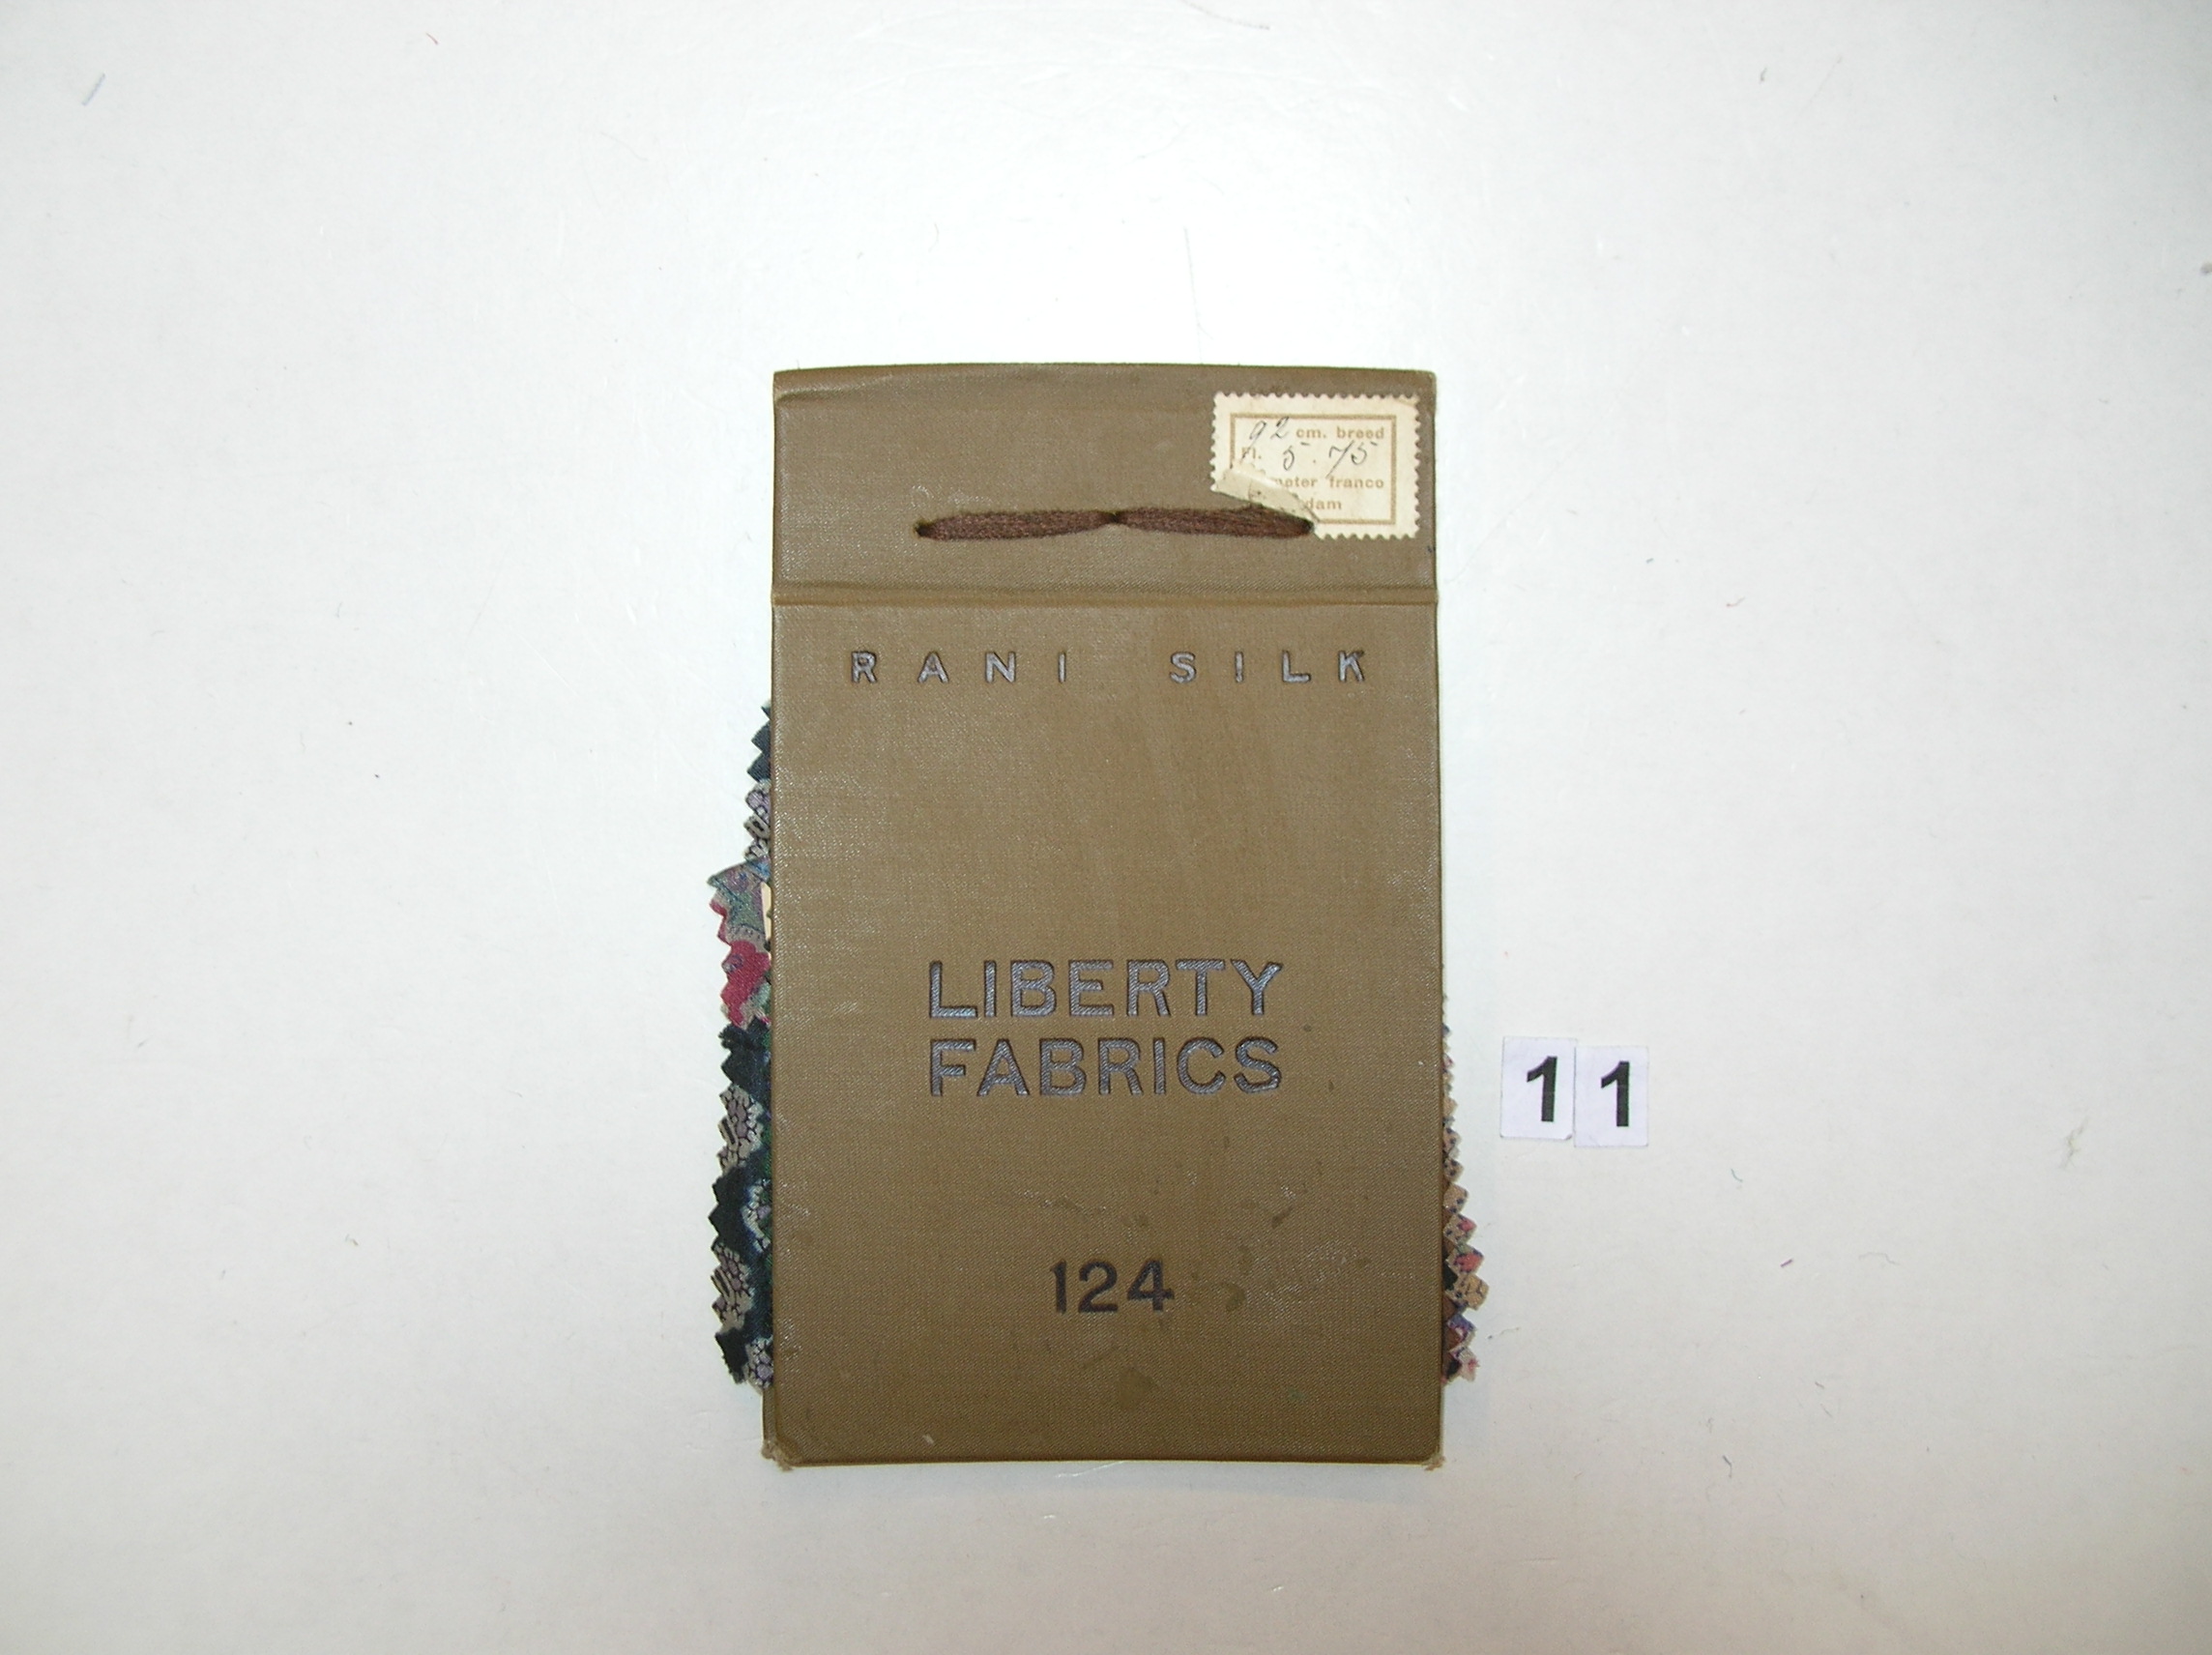 92 cm. breed
Fl. 5.75
meter franco
dam
RANI SILK
LIBERTY
FABRICS
11
124